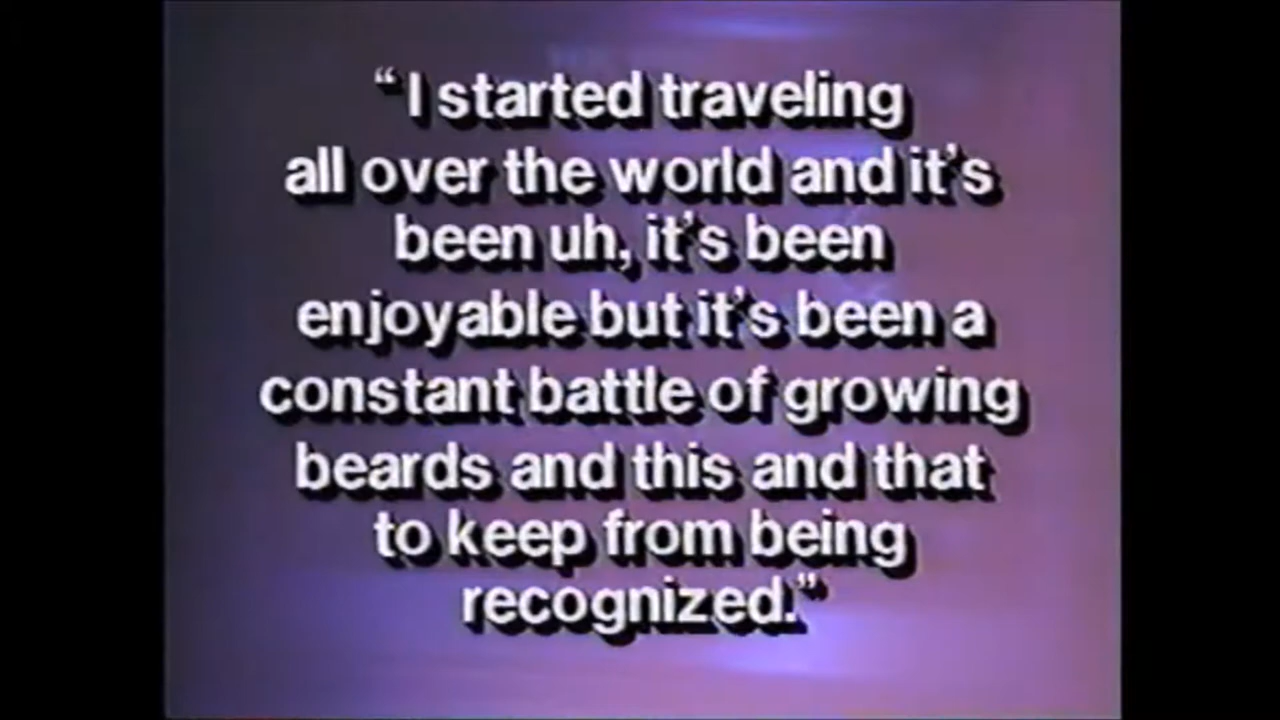 “I started traveling
all over the world and it’s
been uh, it’s been
enjoyable but it’s been a
constant battle of growing
beards and this and that
to keep from being
recognized.”